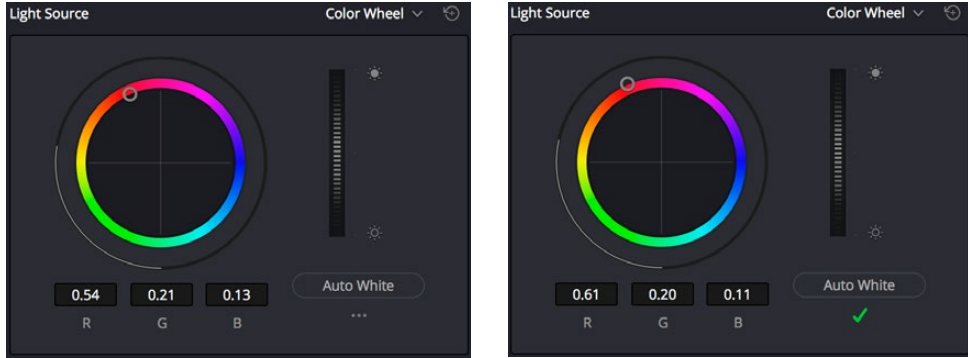 Light Source Color Wheel
0.54 0.21 0.13
R G B
Auto White
Light Source Color Wheel
0.61 0.20 0.11
R G B
Auto White